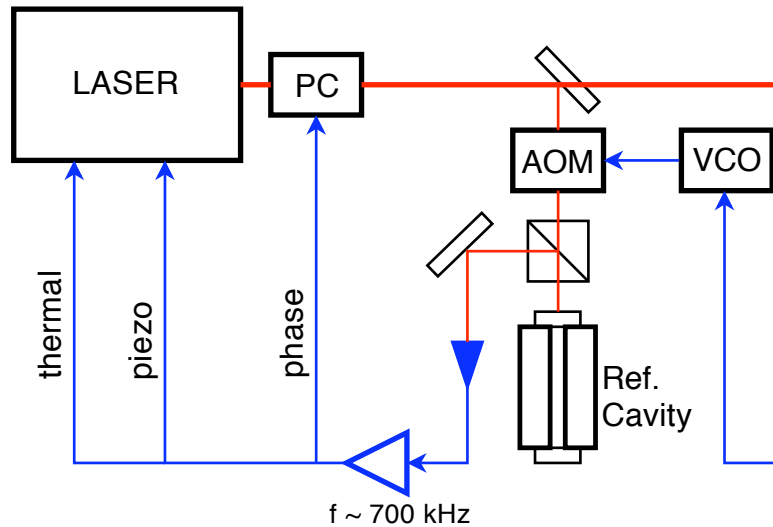 LASER
PC
AOM
VCO
thermal
piezo
phase
Ref.
Cavity
f ~ 700 kHz